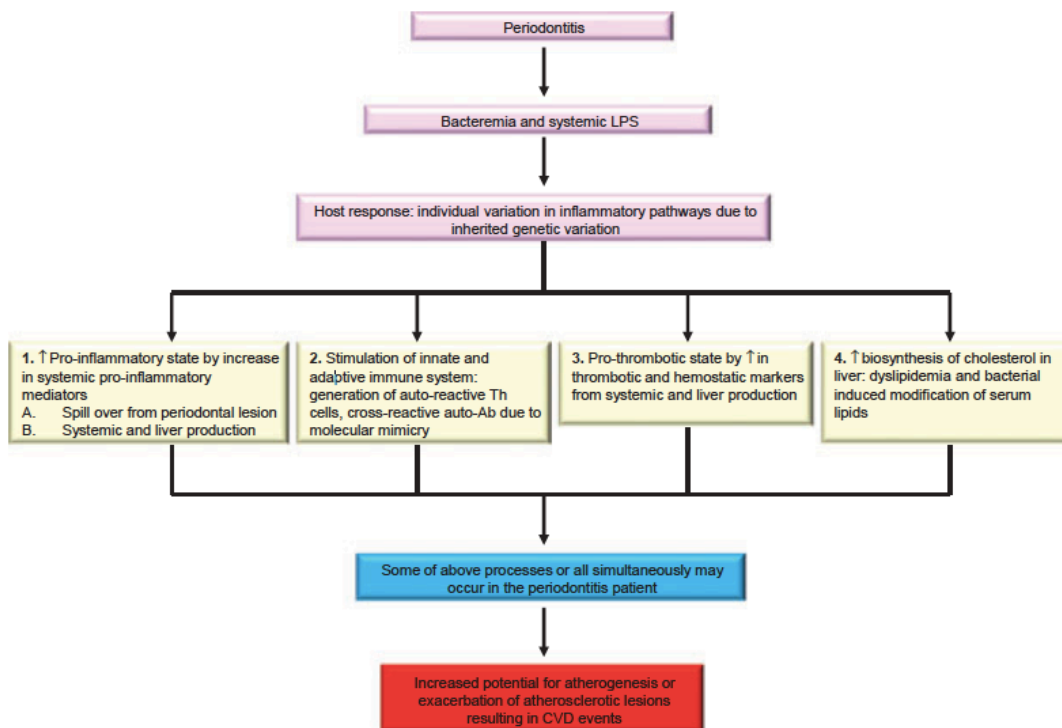 Periodontitis
Bacteremia and systemic LPS
Host response: individual variation in inflammatory pathways due to
inherited genetic variation
1. ↑ Pro-inflammatory state by increase
in systemic pro-inflammatory
mediators
A. Spill over from periodontal lesion
B. Systemic and liver production
2. Stimulation of innate and
adaptive immune system:
generation of auto-reactive Th
cells, cross-reactive auto-Ab due to
molecular mimicry
3. Pro-thrombotic state by ↑ in
thrombotic and hemostatic markers
from systemic and liver production
4. ↑ biosynthesis of cholesterol in
liver: dyslipidemia and bacterial
induced modification of serum
lipids
Some of above processes or all simultaneously may
occur in the periodontitis patient
Increased potential for atherogenesis or
exacerbation of atherosclerotic lesions
resulting in CVD events